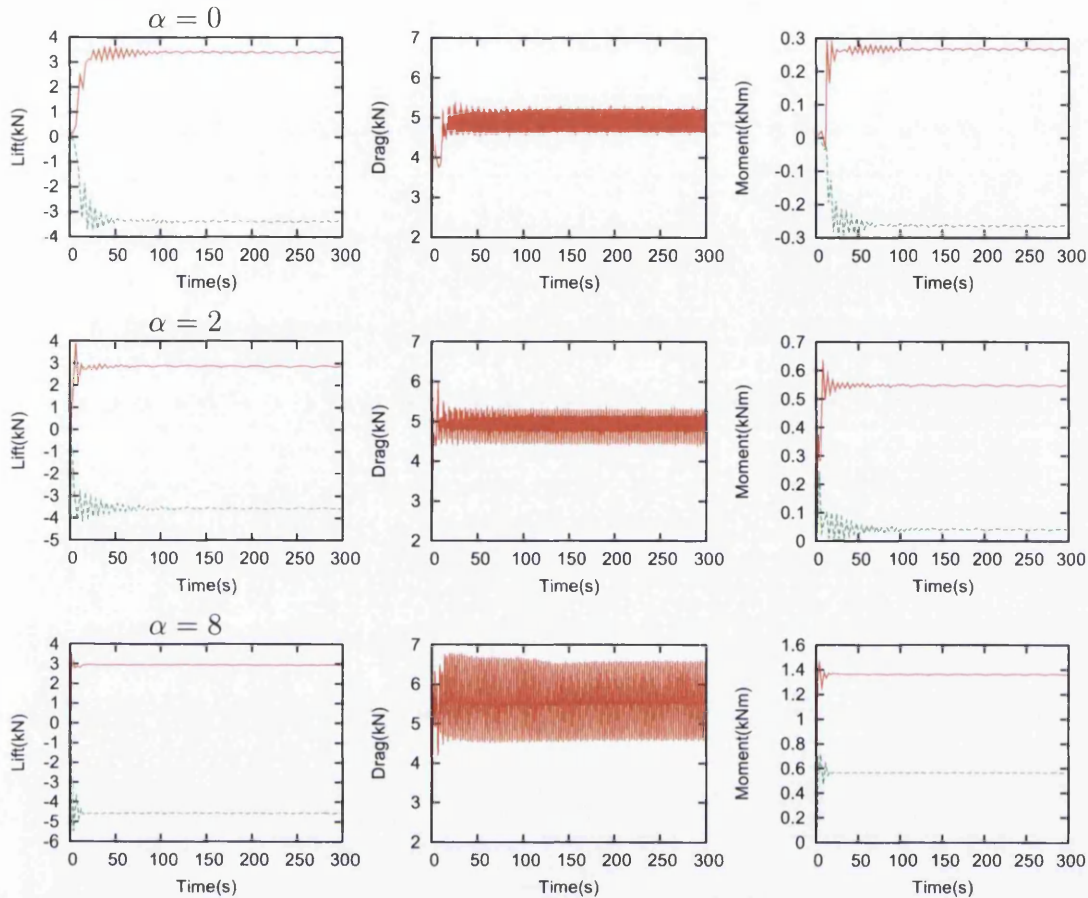 α = 0
4
3
2
1
0
-1
-2
-3
-4
Lift(kN)
0 50 100 150 200 250 300
Time(s)
7
6
5
4
3
2
Drag(kN)
0 50 100 150 200 250 300
Time(s)
0.3
0.2
0.1
0
-0.1
-0.2
-0.3
Moment(kNm)
0 50 100 150 200 250 300
Time(s)
α = 2
4
3
2
1
0
-1
-2
-3
-4
-5
Lift(kN)
0 50 100 150 200 250 300
Time(s)
7
6
5
4
3
2
Drag(kN)
0 50 100 150 200 250 300
Time(s)
0.7
0.6
0.5
0.4
0.3
0.2
0.1
0
Moment(kNm)
0 50 100 150 200 250 300
Time(s)
α = 8
4
3
2
1
0
-1
-2
-3
-4
-5
-6
Lift(kN)
0 50 100 150 200 250 300
Time(s)
7
6
5
4
3
2
Drag(kN)
0 50 100 150 200 250 300
Time(s)
1.6
1.4
1.2
1
0.8
0.6
0.4
0.2
0
Moment(kNm)
0 50 100 150 200 250 300
Time(s)